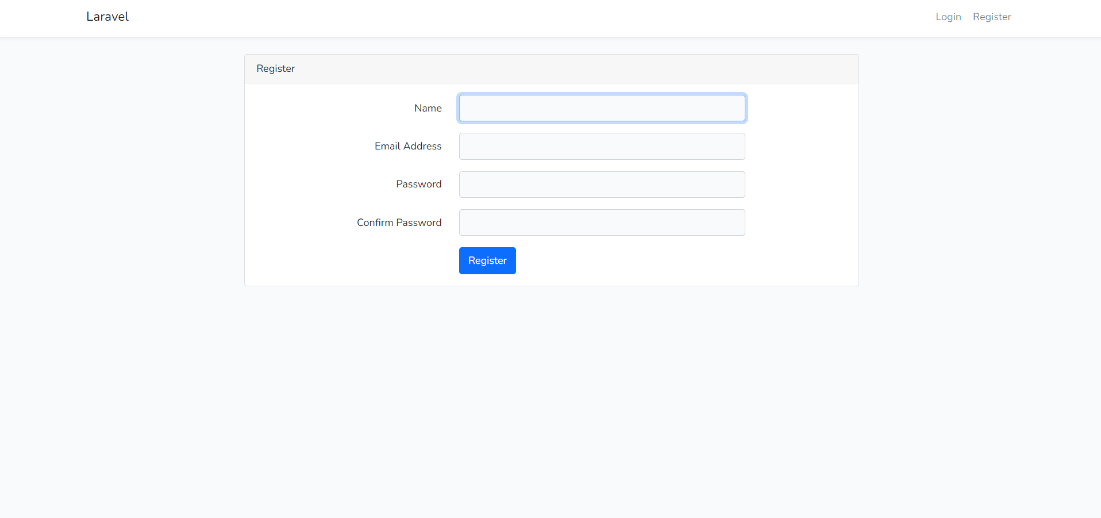 Laravel
Login Register
Register
Name
Email Address
Password
Confirm Password
Register